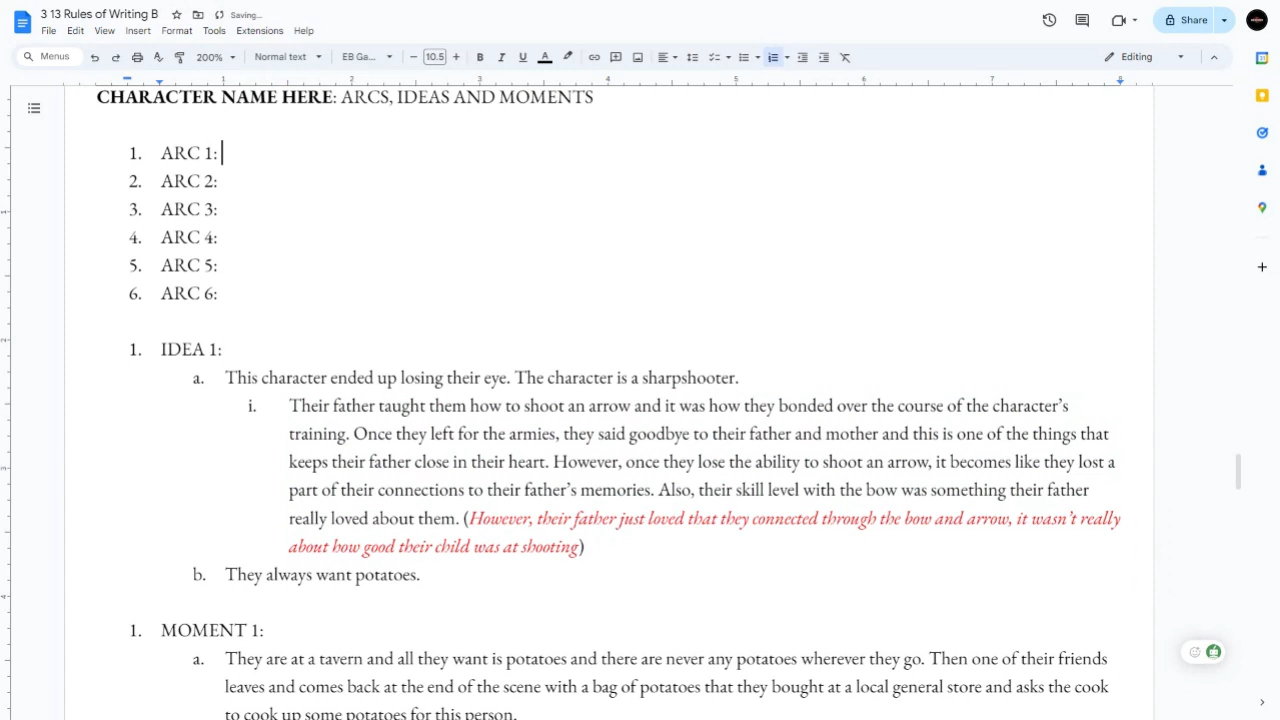 3 13 Rules of Writing B
Saving...
File Edit View Insert Format Tools Extensions Help
Share
Menus
200%
Normal text
EB Ga...
10.5
Editing
1 2 3 4 5 6 7 8
CHARACTER NAME HERE: ARCS, IDEAS AND MOMENTS
1. ARC 1:
2. ARC 2:
3. ARC 3:
4. ARC 4:
5. ARC 5:
6. ARC 6:
1. IDEA 1:
a. This character ended up losing their eye. The character is a sharpshooter.
i. Their father taught them how to shoot an arrow and it was how they bonded over the course of the character’s
training. Once they left for the armies, they said goodbye to their father and mother and this is one of the things that
keeps their father close in their heart. However, once they lose the ability to shoot an arrow, it becomes like they lost a
part of their connections to their father’s memories. Also, their skill level with the bow was something their father
really loved about them. (However, their father just loved that they connected through the bow and arrow, it wasn’t really
about how good their child was at shooting)
b. They always want potatoes.
1. MOMENT 1:
a. They are at a tavern and all they want is potatoes and there are never any potatoes wherever they go. Then one of their friends
leaves and comes back at the end of the scene with a bag of potatoes that they bought at a local general store and asks the cook
to cook up some potatoes for this person.